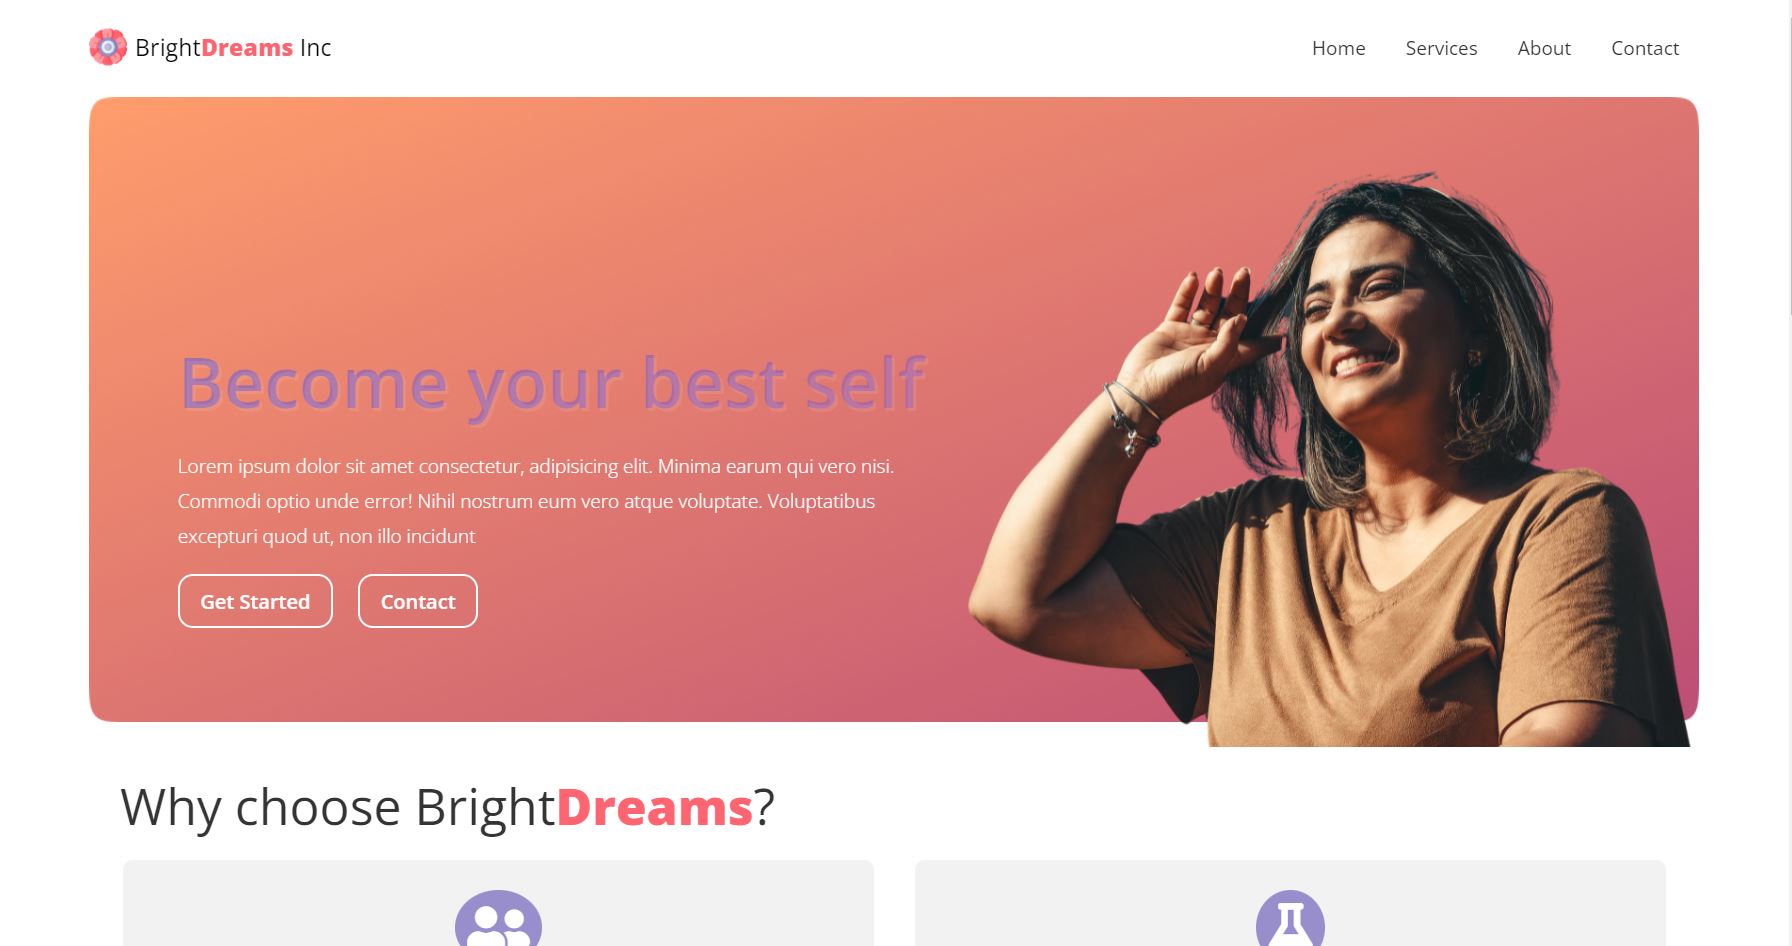 BrightDreams Inc
Home Services About Contact
Become your best self
Lorem ipsum dolor sit amet consectetur, adipisicing elit. Minima earum qui vero nisi.
Commodi optio unde error! Nihil nostrum eum vero atque voluptate. Voluptatibus
excepturi quod ut, non illo incidunt
Get Started Contact
Why choose BrightDreams?